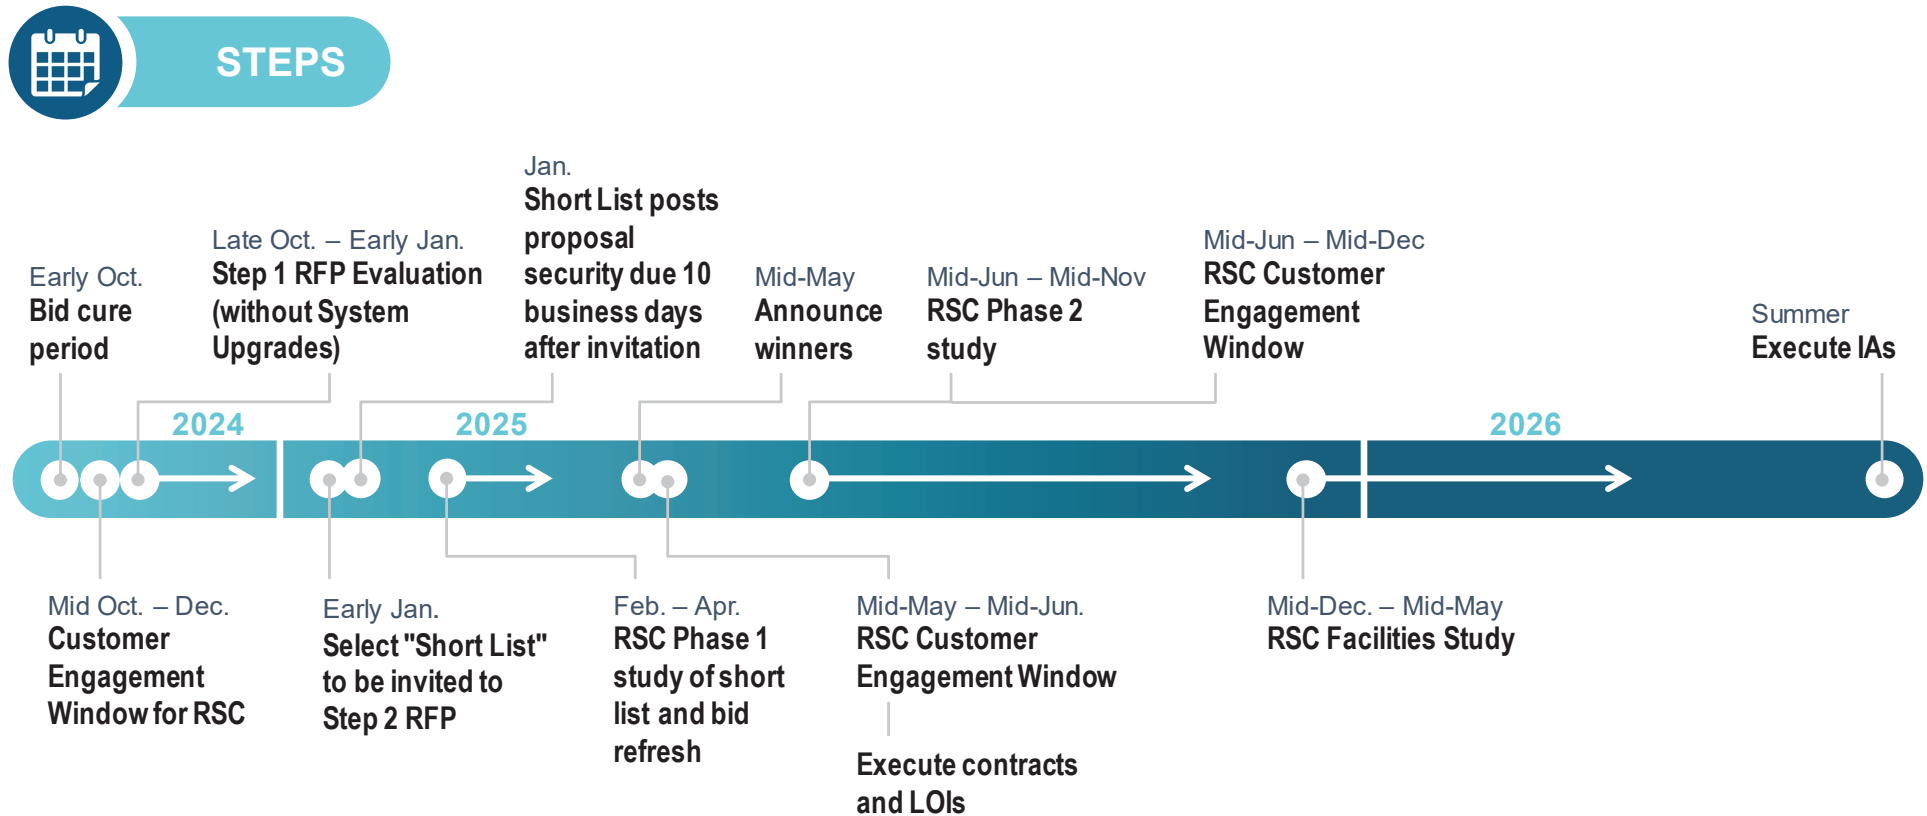 STEPS
Early Oct.
Bid cure
period
Late Oct. – Early Jan.
Step 1 RFP Evaluation
(without System
Upgrades)
Jan.
Short List posts
proposal
security due 10
business days
after invitation
Mid-May
Announce
winners
Mid-Jun – Mid-Nov
RSC Phase 2
study
Mid-Jun – Mid-Dec
RSC Customer
Engagement
Window
Summer
Execute IAs
2024
2025
2026
Mid Oct. – Dec.
Customer
Engagement
Window for RSC
Early Jan.
Select "Short List"
to be invited to
Step 2 RFP
Feb. – Apr.
RSC Phase 1
study of short
list and bid
refresh
Mid-May – Mid-Jun.
RSC Customer
Engagement Window
Execute contracts
and LOIs
Mid-Dec. – Mid-May
RSC Facilities Study